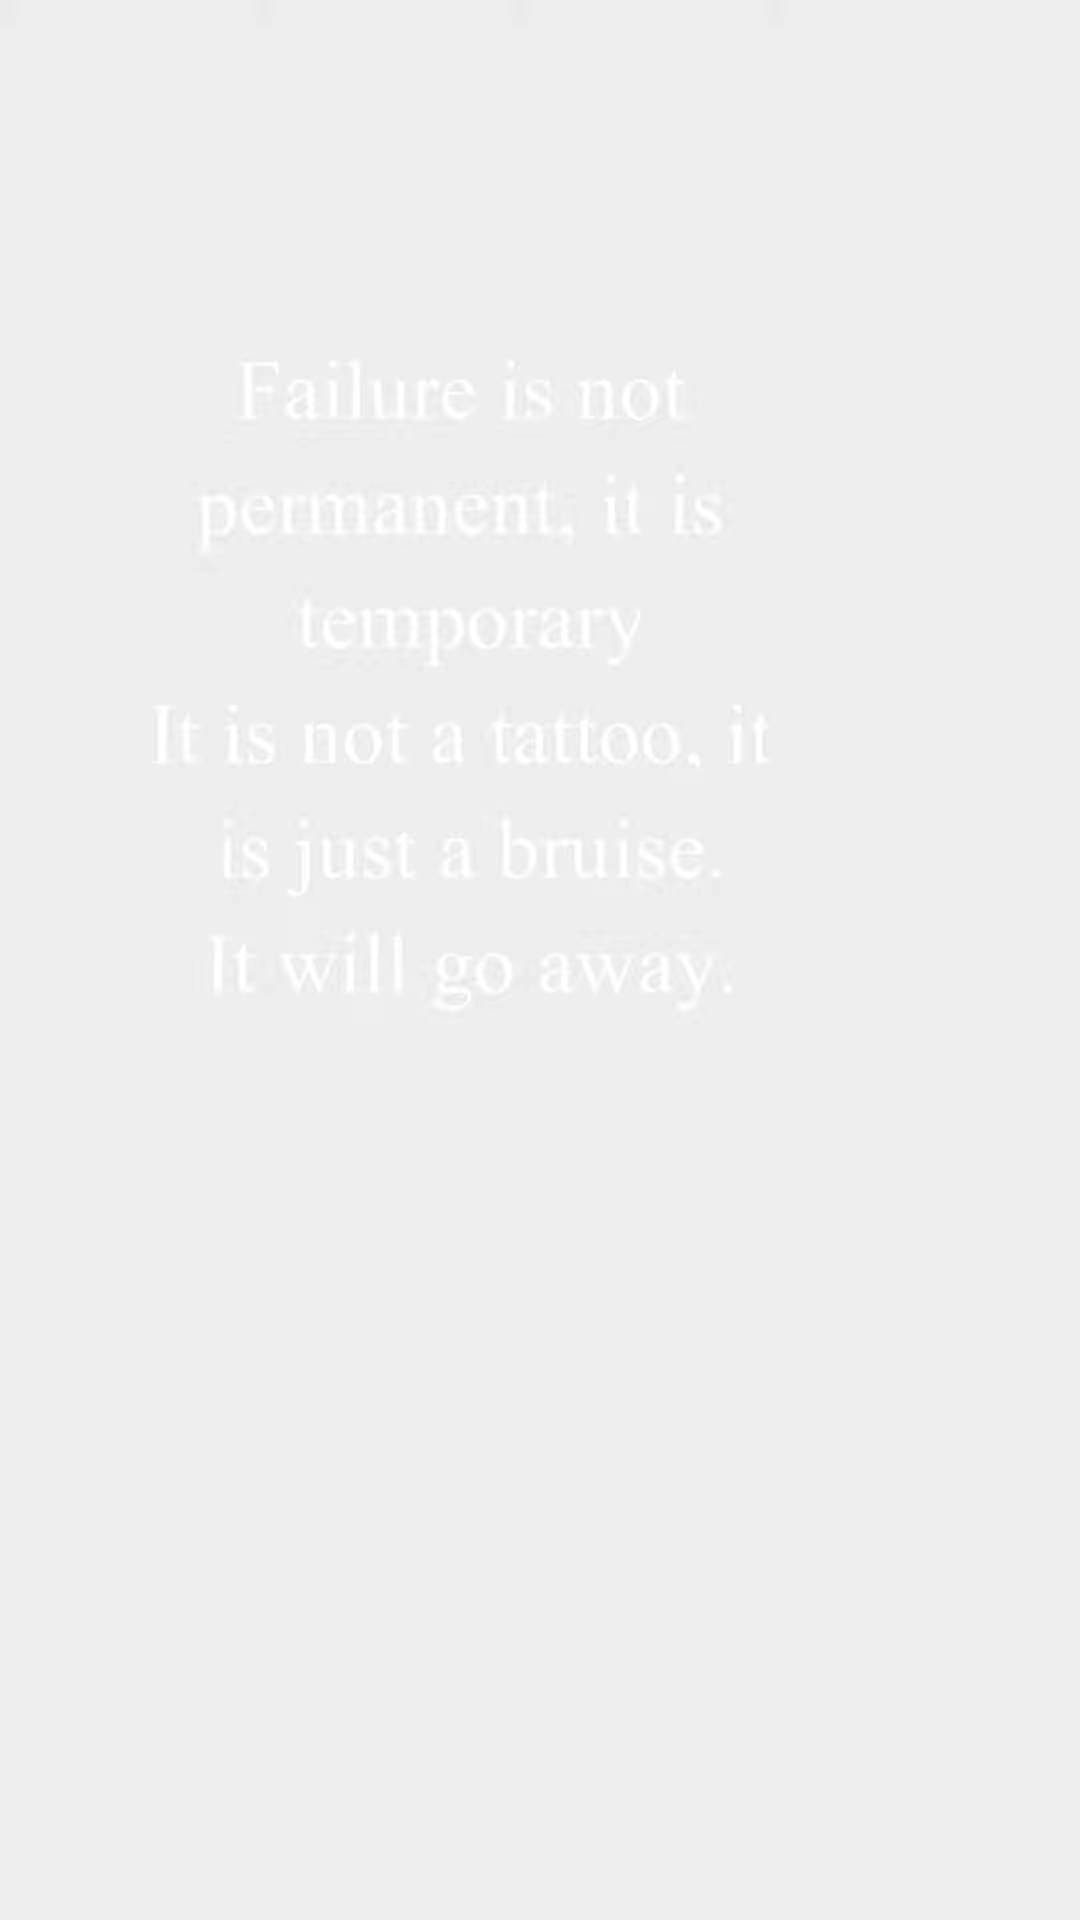 Failure is not
permanent, it is
temporary
It is not a tattoo, it
is just a bruise.
It will go away.